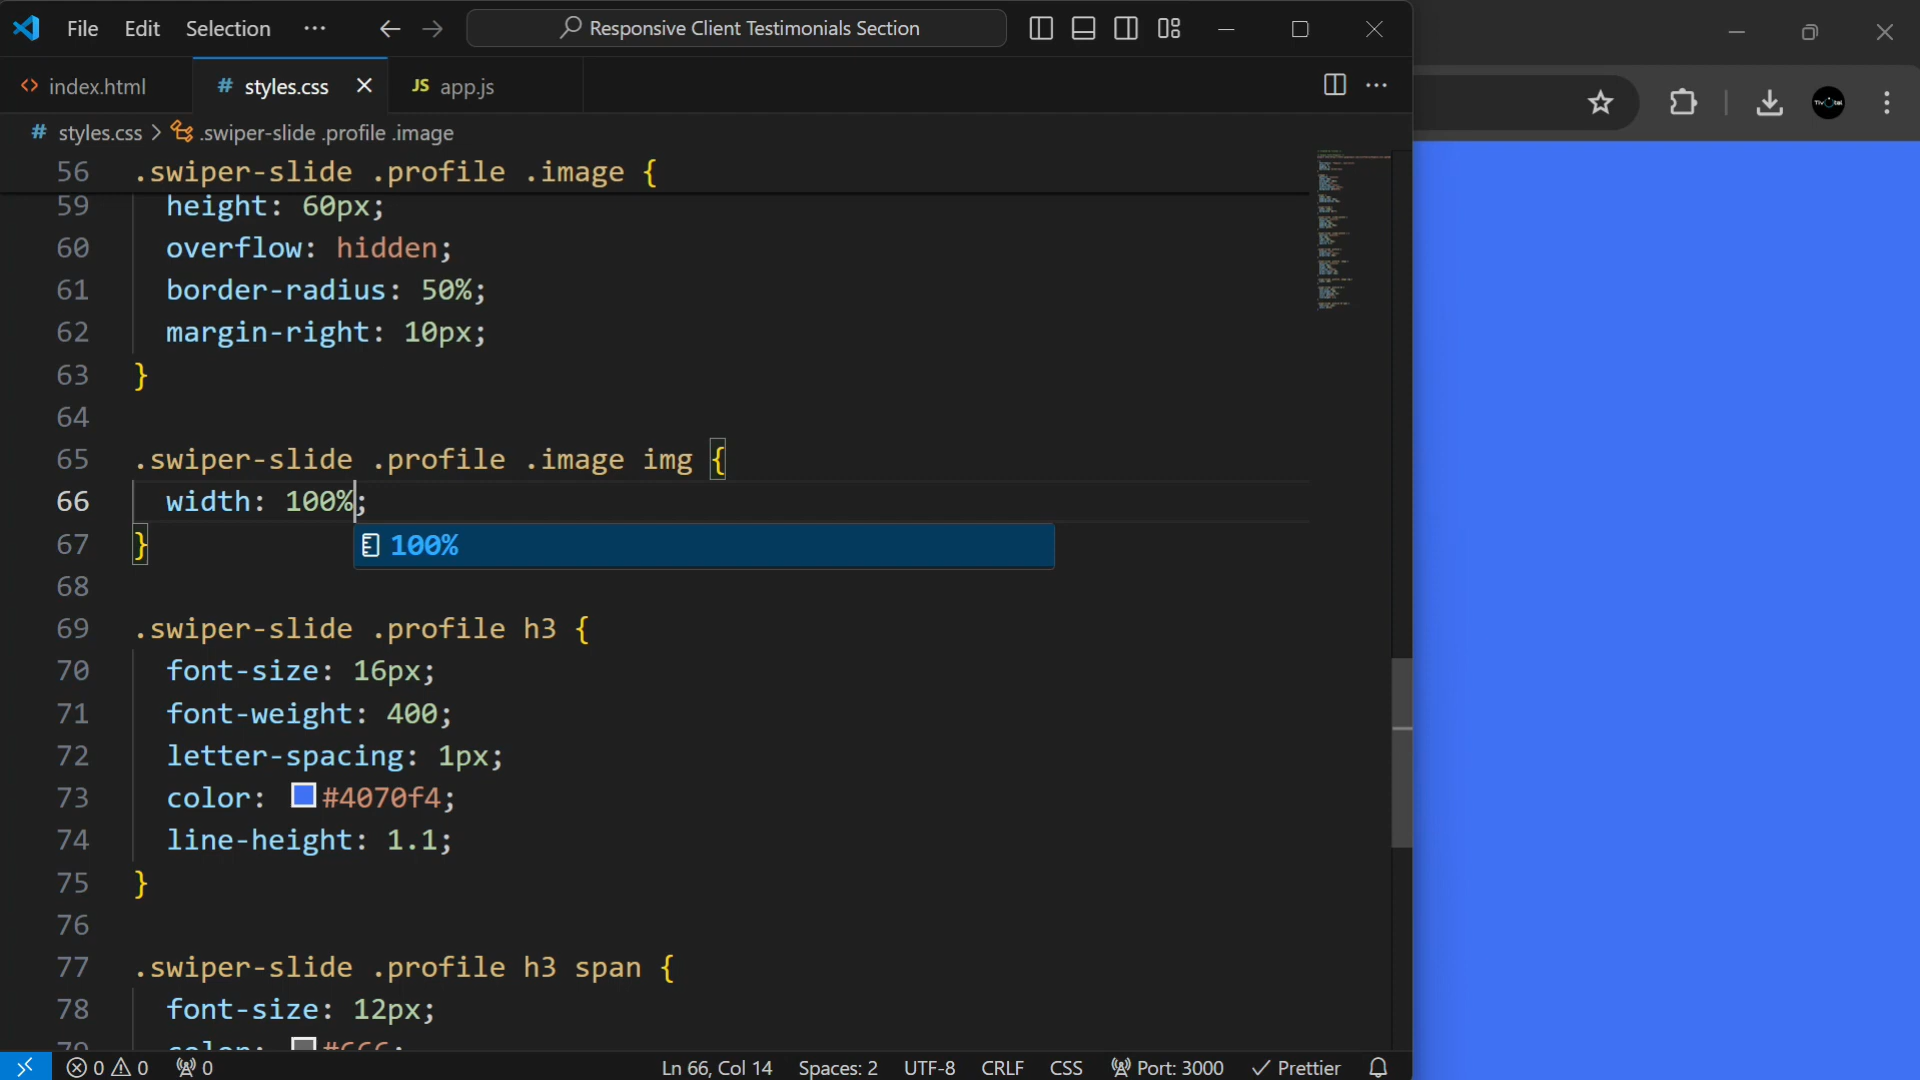 File Edit Selection ··· Responsive Client Testimonials Section
index.html # styles.css JS app.js
# styles.css > .swiper-slide .profile .image
56 .swiper-slide .profile .image {
59 height: 60px;
60 overflow: hidden;
61 border-radius: 50%;
62 margin-right: 10px;
63 }
64
65 .swiper-slide .profile .image img {
66 width: 100%;
67 } 100%
68
69 .swiper-slide .profile h3 {
70 font-size: 16px;
71 font-weight: 400;
72 letter-spacing: 1px;
73 color: #4070f4;
74 line-height: 1.1;
75 }
76
77 .swiper-slide .profile h3 span {
78 font-size: 12px;
79 color: #666;
0 0 0 Ln 66, Col 14 Spaces: 2 UTF-8 CRLF CSS Port: 3000 Prettier